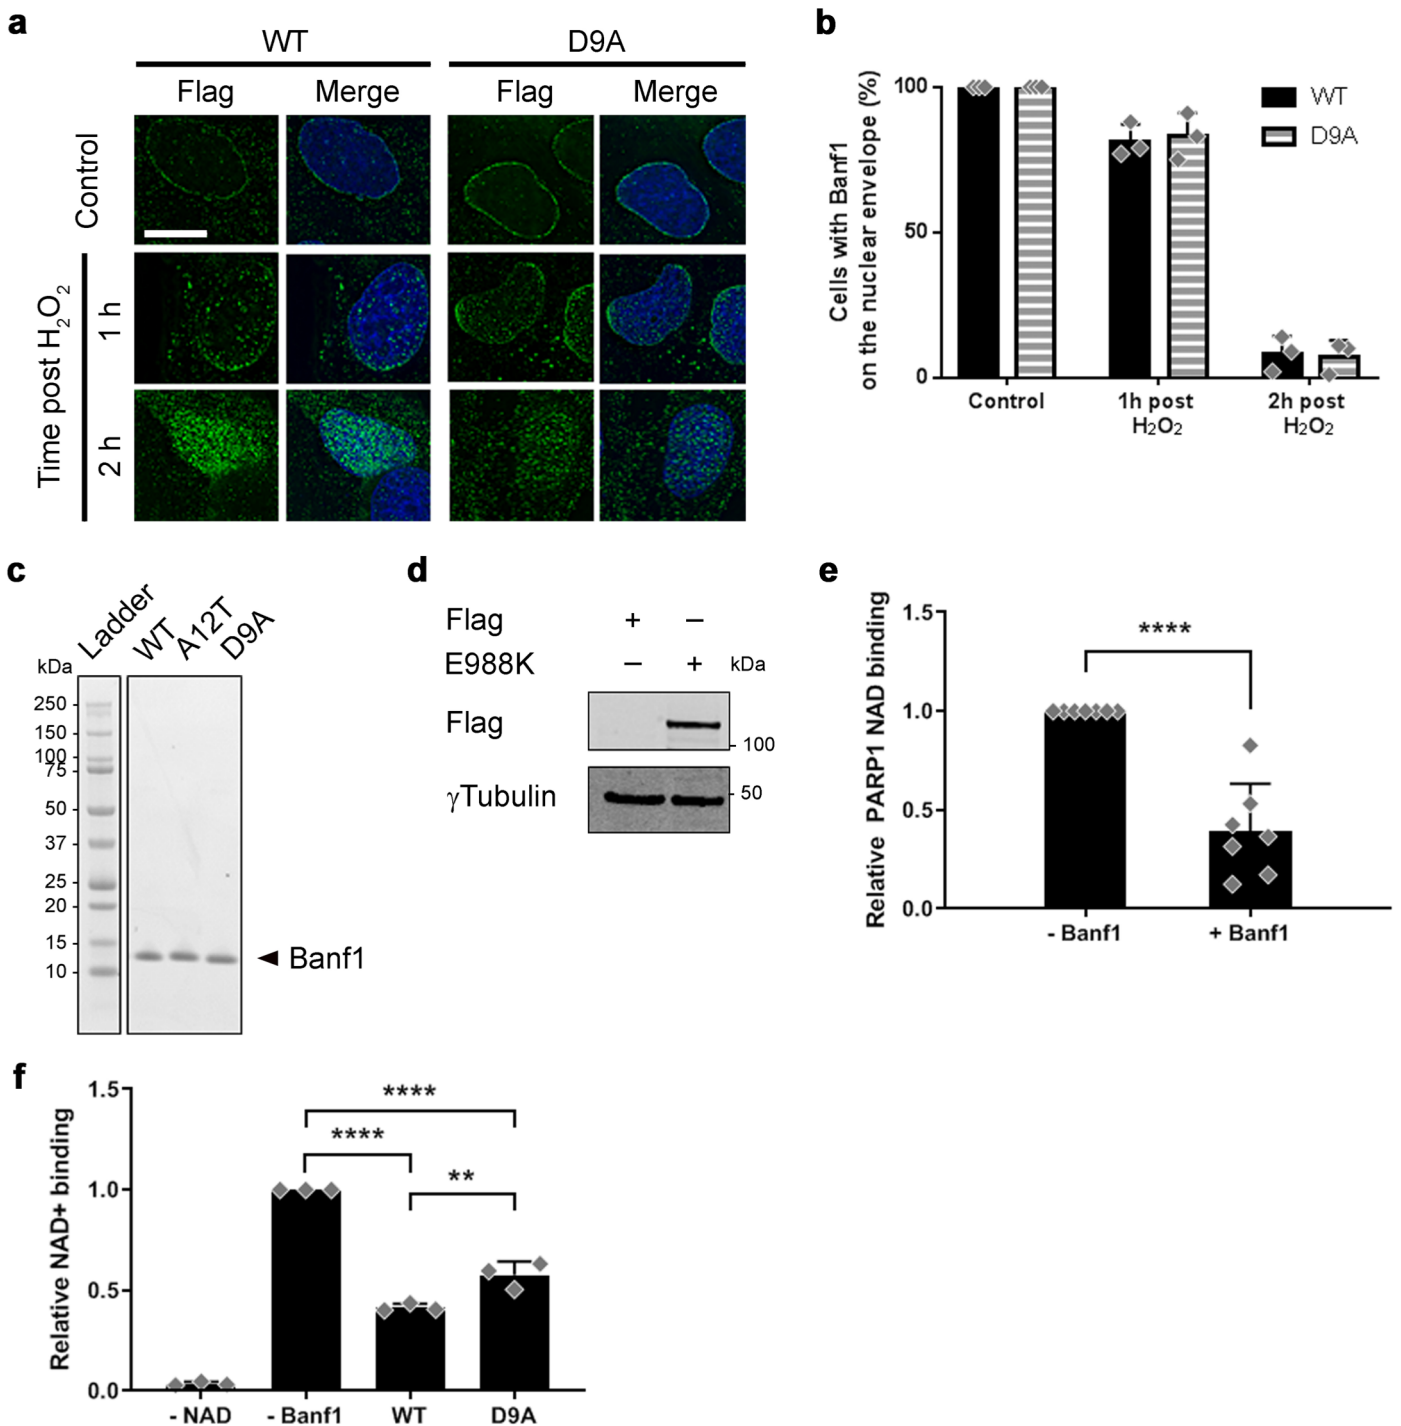 a
WT
D9A
Flag
Merge
Flag
Merge
Control
Time post H2O2
1 h
2 h
b
Cells with Banf1
on the nuclear envelope (%)
100
50
0
WT
D9A
Control
1h post
H2O2
2h post
H2O2
c
Ladder
WT
A12T
D9A
kDa
250
150
100
75
50
37
25
20
15
10
Banf1
d
Flag + –
E988K – + kDa
Flag
100
γTubulin
50
e
Relative PARP1 NAD binding
1.5
1.0
0.5
0.0
****
- Banf1
+ Banf1
f
Relative NAD+ binding
1.5
1.0
0.5
0.0
****
****
**
- NAD
- Banf1
WT
D9A